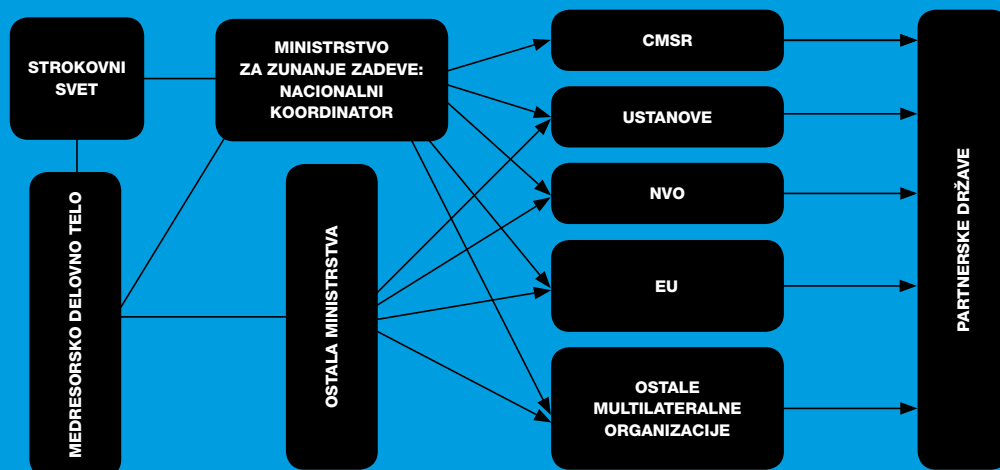 STROKOVNI
SVET
MINISTRSTVO
ZA ZUNANJE ZADEVE:
NACIONALNI
KOORDINATOR
MEDRESORSKO DELOVNO TELO
OSTALA MINISTRSTVA
CMSR
USTANOVE
NVO
EU
OSTALE
MULTILATERALNE
ORGANIZACIJE
PARTNERSKE DRŽAVE